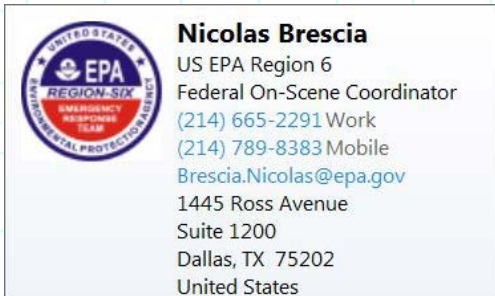 UNITED STATES
EPA
REGION-SIX
EMERGENCY
RESPONSE
TEAM
ENVIRONMENTAL PROTECTION AGENCY
Nicolas Brescia
US EPA Region 6
Federal On-Scene Coordinator
(214) 665-2291 Work
(214) 789-8383 Mobile
Brescia.Nicolas@epa.gov
1445 Ross Avenue
Suite 1200
Dallas, TX 75202
United States